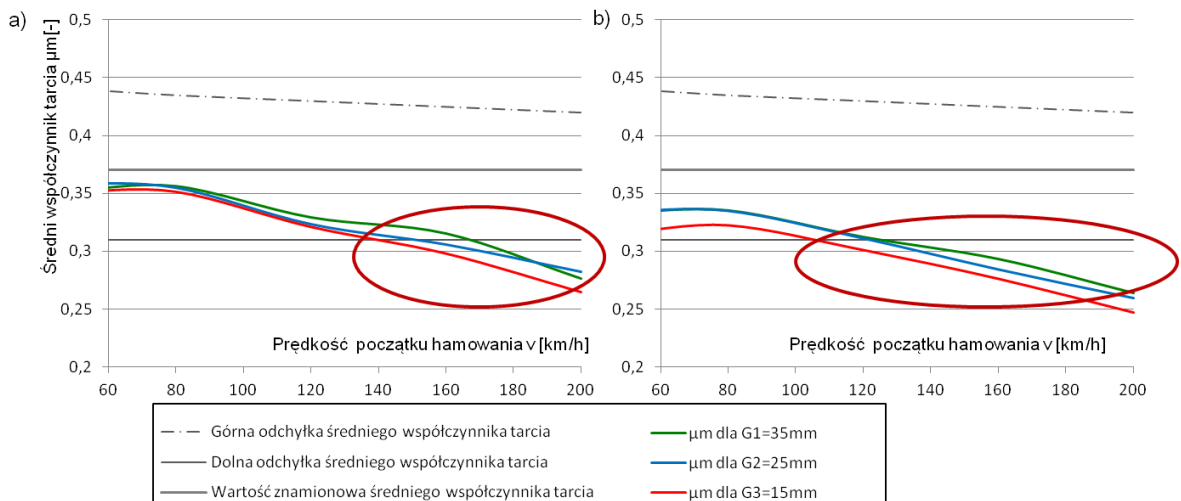 a)
Średni współczynnik tarcia µm[-]
0,5
0,45
0,4
0,35
0,3
0,25
0,2
Prędkość początku hamowania v [km/h]
60 80 100 120 140 160 180 200
b)
0,5
0,45
0,4
0,35
0,3
0,25
0,2
Prędkość początku hamowania v [km/h]
60 80 100 120 140 160 180 200
Górna odchyłka średniego współczynnika tarcia
Dolna odchyłka średniego współczynnika tarcia
Wartość znamionowa średniego współczynnika tarcia
µm dla G1=35mm
µm dla G2=25mm
µm dla G3=15mm